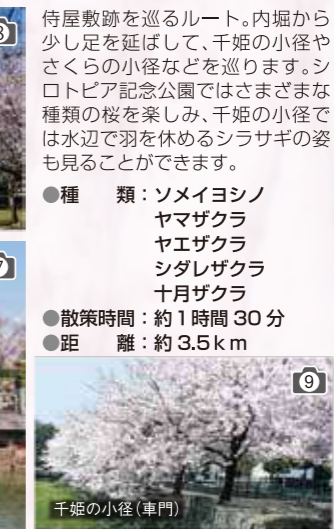 侍屋敷跡を巡るルート。内堀から
少し足を延ばして、千姫の小径や
さくらの小径などを巡ります。シ
ロトピア記念公園ではさまざまな
種類の桜を楽しみ、千姫の小径で
は水辺で羽を休めるシラサギの姿
も見ることができます。
●種　　類：ソメイヨシノ
ヤマザクラ
ヤエザクラ
シダレザクラ
十月ザクラ
●散策時間：約1時間30分
●距　　離：約3.5km
9
千姫の小径(車門)